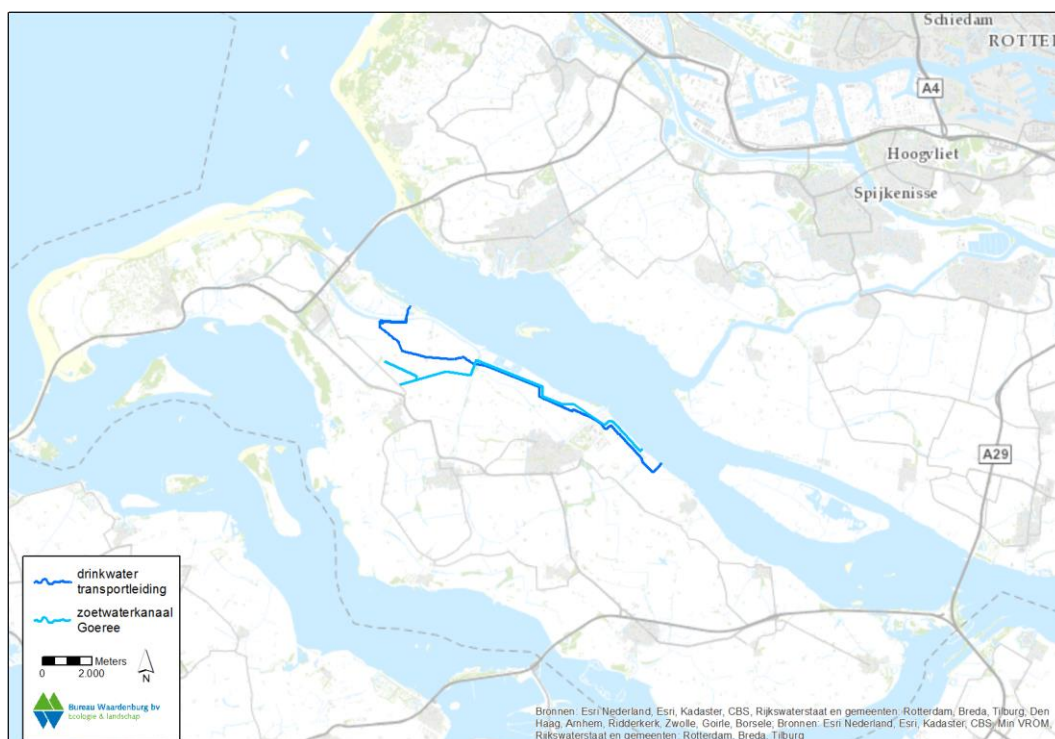 Schiedam
ROTTE
A4
Hoogvliet
Spijkenisse
A29
drinkwater
transportleiding
zoetwaterkanaal
Goeree
Meters
0 2.000
N
Bureau Waardenburg bv
Ecologie & landschap
Bronnen: Esri Nederland, Esri, Kadaster, CBS, Rijkswaterstaat en gemeenten: Rotterdam, Breda, Tilburg, Den
Haag, Arnhem, Ridderkerk, Zwolle, Goirle, Borsele; Bronnen: Esri Nederland, Esri, Kadaster, CBS, Min VROM,
Rijkswaterstaat en gemeenten: Rotterdam, Breda, Tilburg